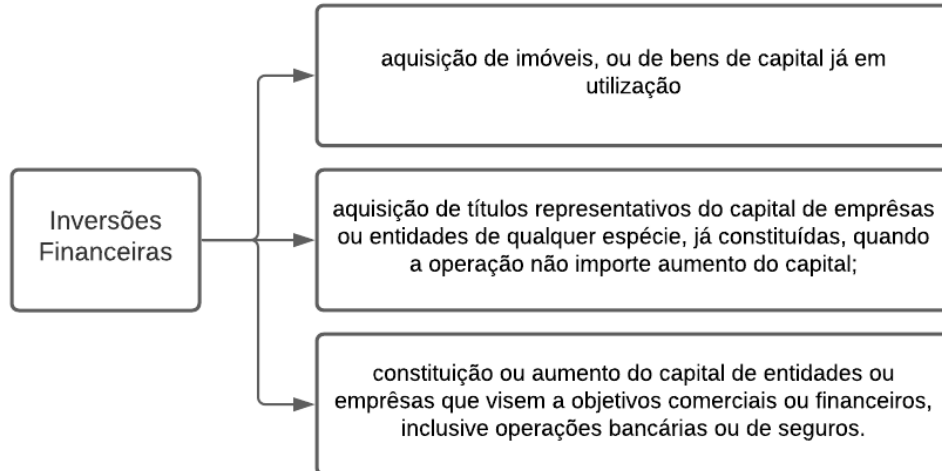 aquisição de imóveis, ou de bens de capital já em
utilização
Inversões
Financeiras
aquisição de títulos representativos do capital de emprêsas
ou entidades de qualquer espécie, já constituídas, quando
a operação não importe aumento do capital;
constituição ou aumento do capital de entidades ou
emprêsas que visem a objetivos comerciais ou financeiros,
inclusive operações bancárias ou de seguros.